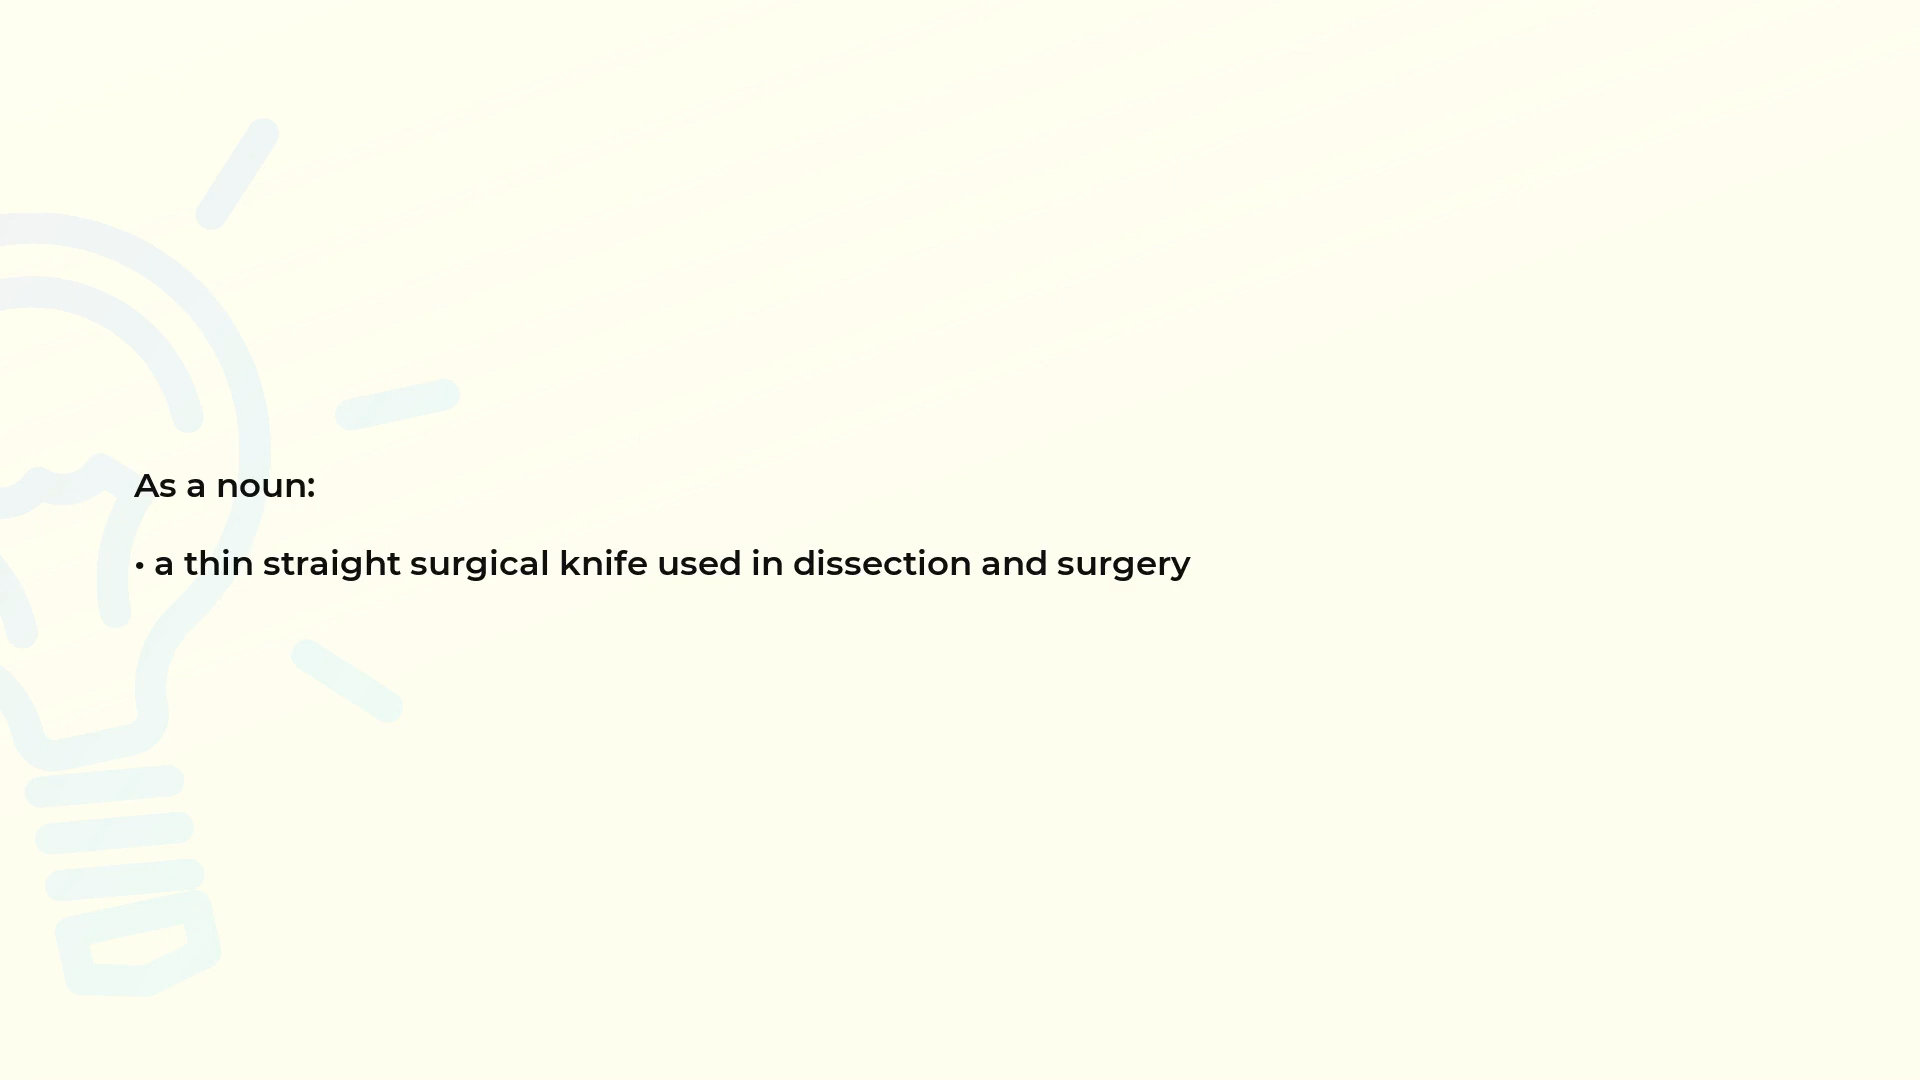 As a noun:
• a thin straight surgical knife used in dissection and surgery